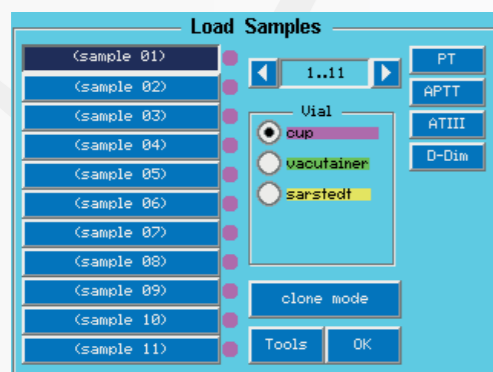 Load Samples
(sample 01)
(sample 02)
(sample 03)
(sample 04)
(sample 05)
(sample 06)
(sample 07)
(sample 08)
(sample 09)
(sample 10)
(sample 11)
1..11
Vial
cup
vacutainer
sarstedt
clone mode
Tools
OK
PT
APTT
ATIII
D-Dim